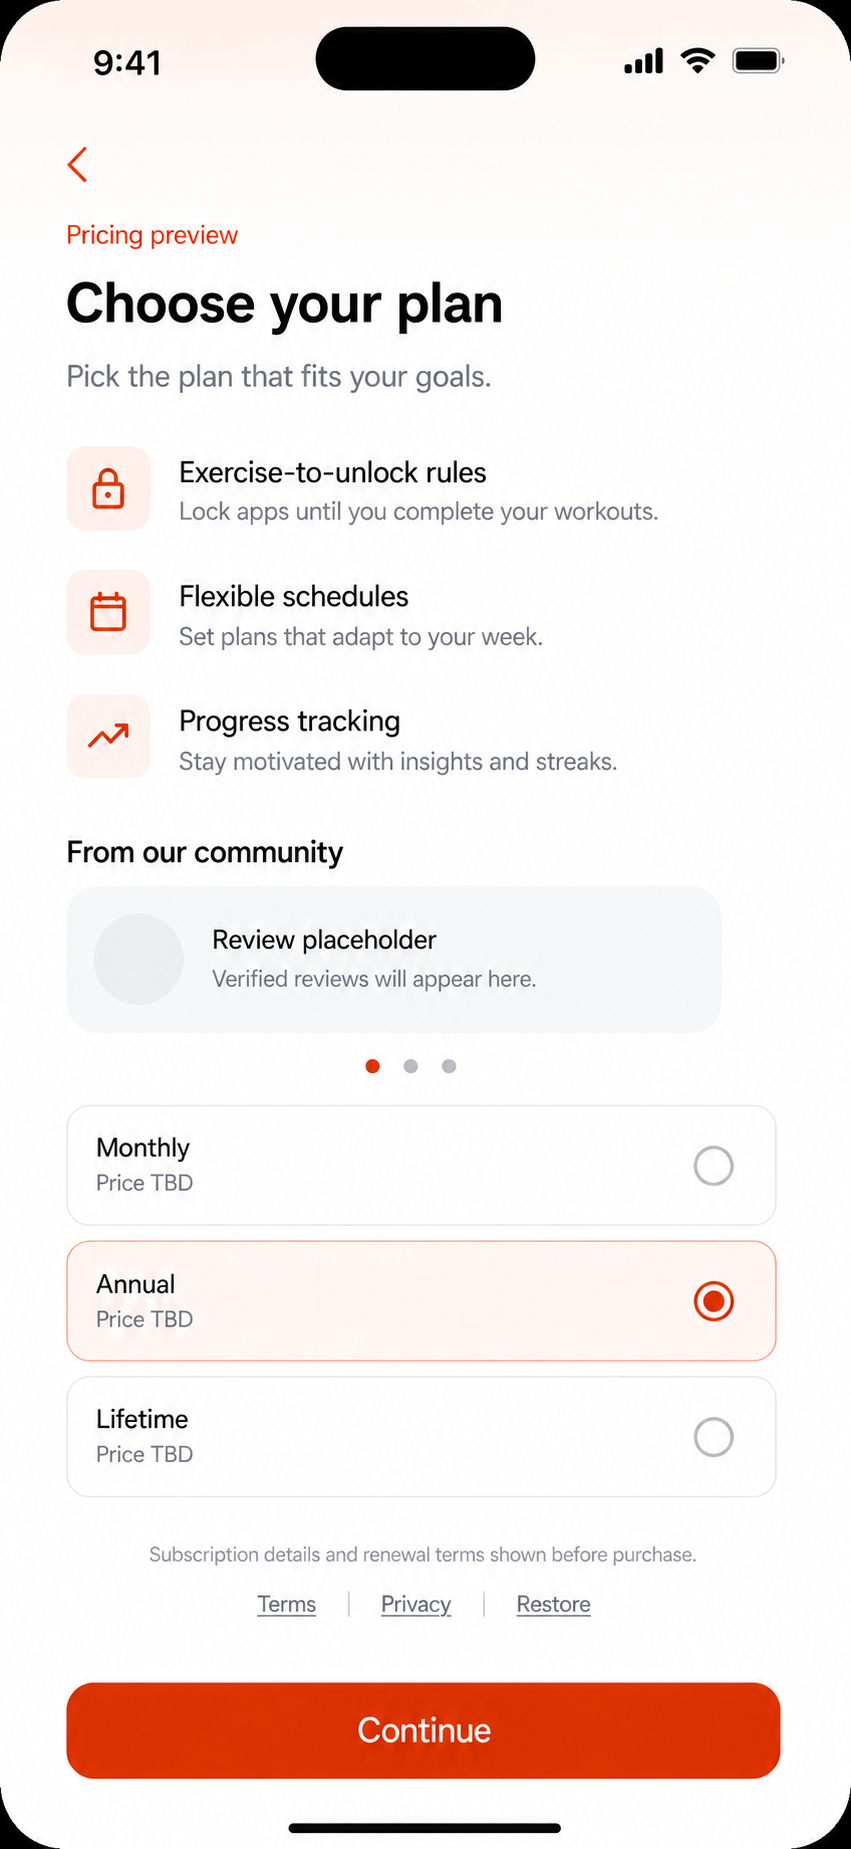 9:41
Pricing preview
Choose your plan
Pick the plan that fits your goals.
Exercise-to-unlock rules
Lock apps until you complete your workouts.
Flexible schedules
Set plans that adapt to your week.
Progress tracking
Stay motivated with insights and streaks.
From our community
Review placeholder
Verified reviews will appear here.
Monthly
Price TBD
Annual
Price TBD
Lifetime
Price TBD
Subscription details and renewal terms shown before purchase.
Terms | Privacy | Restore
Continue